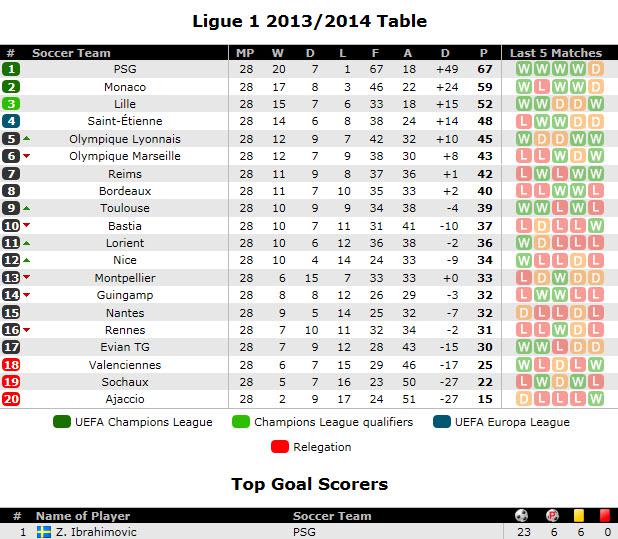 Ligue 1 2013/2014 Table
# Soccer Team MP W D L F A D P Last 5 Matches
1 PSG 28 20 7 1 67 18 +49 67 W W W W D
2 Monaco 28 17 8 3 46 22 +24 59 W L W W D
3 Lille 28 15 7 6 33 18 +15 52 W W D D W
4 Saint-Étienne 28 14 6 8 38 24 +14 48 L W W D D
5 Olympique Lyonnais 28 12 9 7 42 32 +10 45 W D D W W
6 Olympique Marseille 28 12 7 9 38 30 +8 43 L L W D W
7 Reims 28 11 9 8 37 36 +1 42 W L W L W
8 Bordeaux 28 11 7 10 35 33 +2 40 L L W W L
9 Toulouse 28 10 9 9 34 38 -4 39 W W L W L
10 Bastia 28 10 7 11 31 41 -10 37 L D L L W
11 Lorient 28 10 6 12 36 38 -2 36 W D L L L
12 Nice 28 10 4 14 24 33 -9 34 W L L D L
13 Montpellier 28 6 15 7 33 33 +0 33 L D W D D
14 Guingamp 28 8 8 12 26 29 -3 32 L W W L L
15 Nantes 28 9 5 14 25 32 -7 32 D L L D L
16 Rennes 28 7 10 11 32 34 -2 31 L L W D L
17 Evian TG 28 7 9 12 28 43 -15 30 W W L D D
18 Valenciennes 28 6 7 15 29 46 -17 25 W L D L W
19 Sochaux 28 5 7 16 23 50 -27 22 L W D W L
20 Ajaccio 28 2 9 17 24 51 -27 15 D L L L W
UEFA Champions League Champions League qualifiers UEFA Europa League
Relegation
Top Goal Scorers
# Name of Player Soccer Team P
1 Z. Ibrahimovic PSG 23 6 6 0